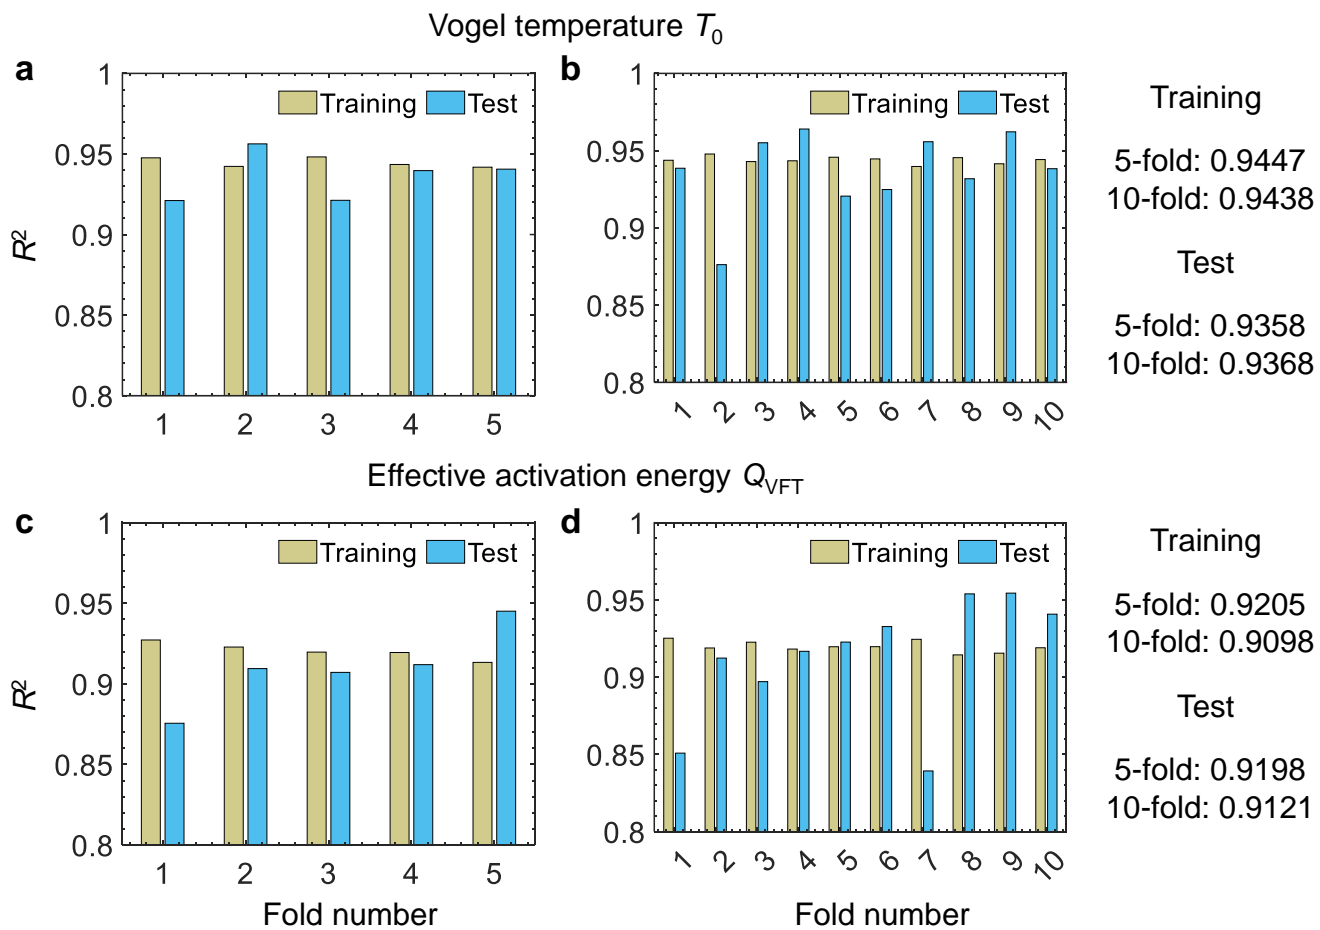 Vogel temperature T₀
a
Training
Test
1
0.95
0.9
0.85
0.8
R²
1 2 3 4 5
b
Training
Test
1
0.95
0.9
0.85
0.8
1 2 3 4 5 6 7 8 9 10
Training
5-fold: 0.9447
10-fold: 0.9438
Test
5-fold: 0.9358
10-fold: 0.9368
Effective activation energy Q_VFT
c
Training
Test
1
0.95
0.9
0.85
0.8
R²
1 2 3 4 5
Fold number
d
Training
Test
1
0.95
0.9
0.85
0.8
1 2 3 4 5 6 7 8 9 10
Fold number
Training
5-fold: 0.9205
10-fold: 0.9098
Test
5-fold: 0.9198
10-fold: 0.9121